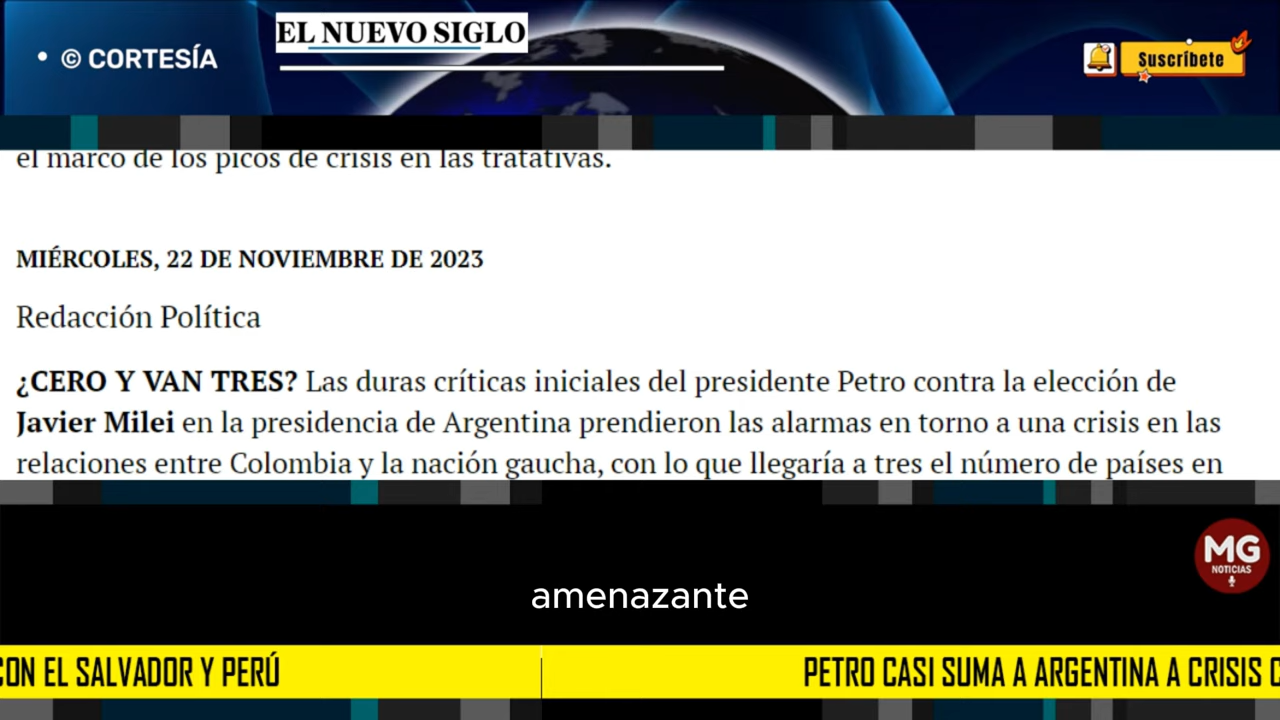 • © CORTESÍA
EL NUEVO SIGLO
Suscríbete
el marco de los picos de crisis en las tratativas.
MIÉRCOLES, 22 DE NOVIEMBRE DE 2023
Redacción Política
¿CERO Y VAN TRES? Las duras críticas iniciales del presidente Petro contra la elección de
Javier Milei en la presidencia de Argentina prendieron las alarmas en torno a una crisis en las
relaciones entre Colombia y la nación gaucha, con lo que llegaría a tres el número de países en
MG
NOTICIAS
amenazante
CON EL SALVADOR Y PERÚ
PETRO CASI SUMA A ARGENTINA A CRISIS C